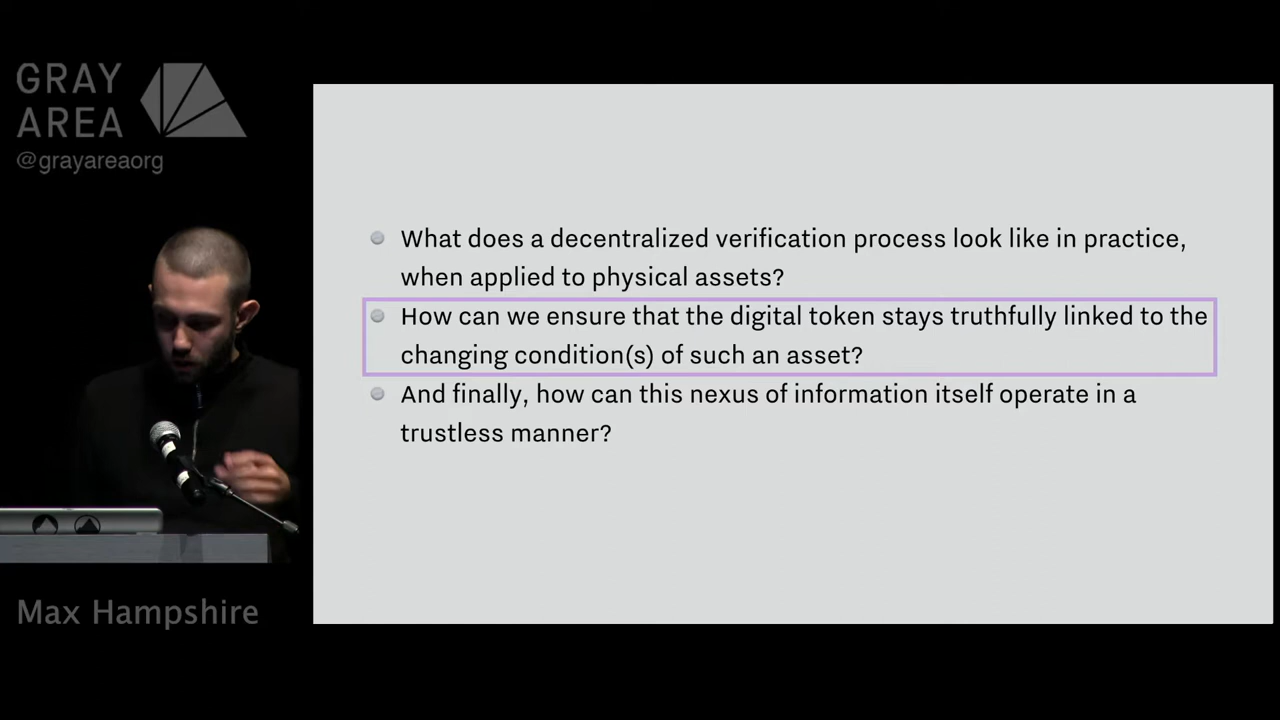 GRAY
AREA
@grayareaorg
What does a decentralized verification process look like in practice,
when applied to physical assets?
How can we ensure that the digital token stays truthfully linked to the
changing condition(s) of such an asset?
And finally, how can this nexus of information itself operate in a
trustless manner?
Max Hampshire